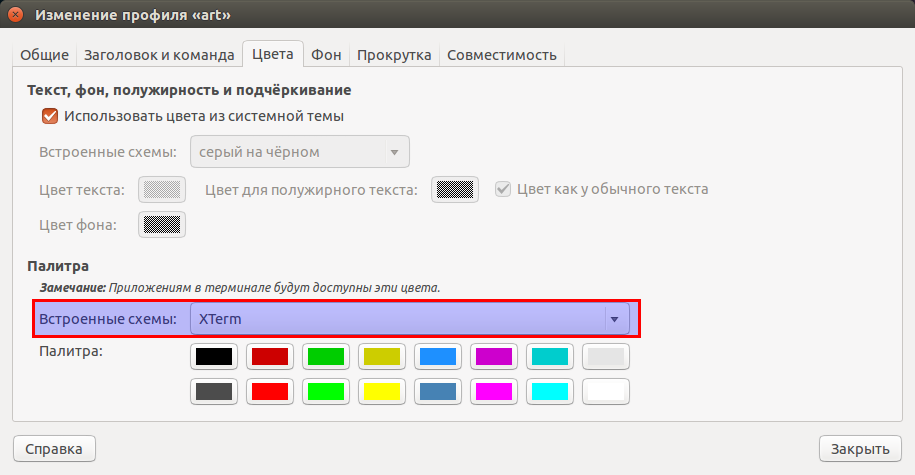 Изменение профиля «art»
Общие Заголовок и команда Цвета Фон Прокрутка Совместимость
Текст, фон, полужирность и подчёркивание
Использовать цвета из системной темы
Встроенные схемы: серый на чёрном
Цвет текста: Цвет для полужирного текста: Цвет как у обычного текста
Цвет фона:
Палитра
Замечание: Приложениям в терминале будут доступны эти цвета.
Встроенные схемы: XTerm
Палитра:
Справка Закрыть